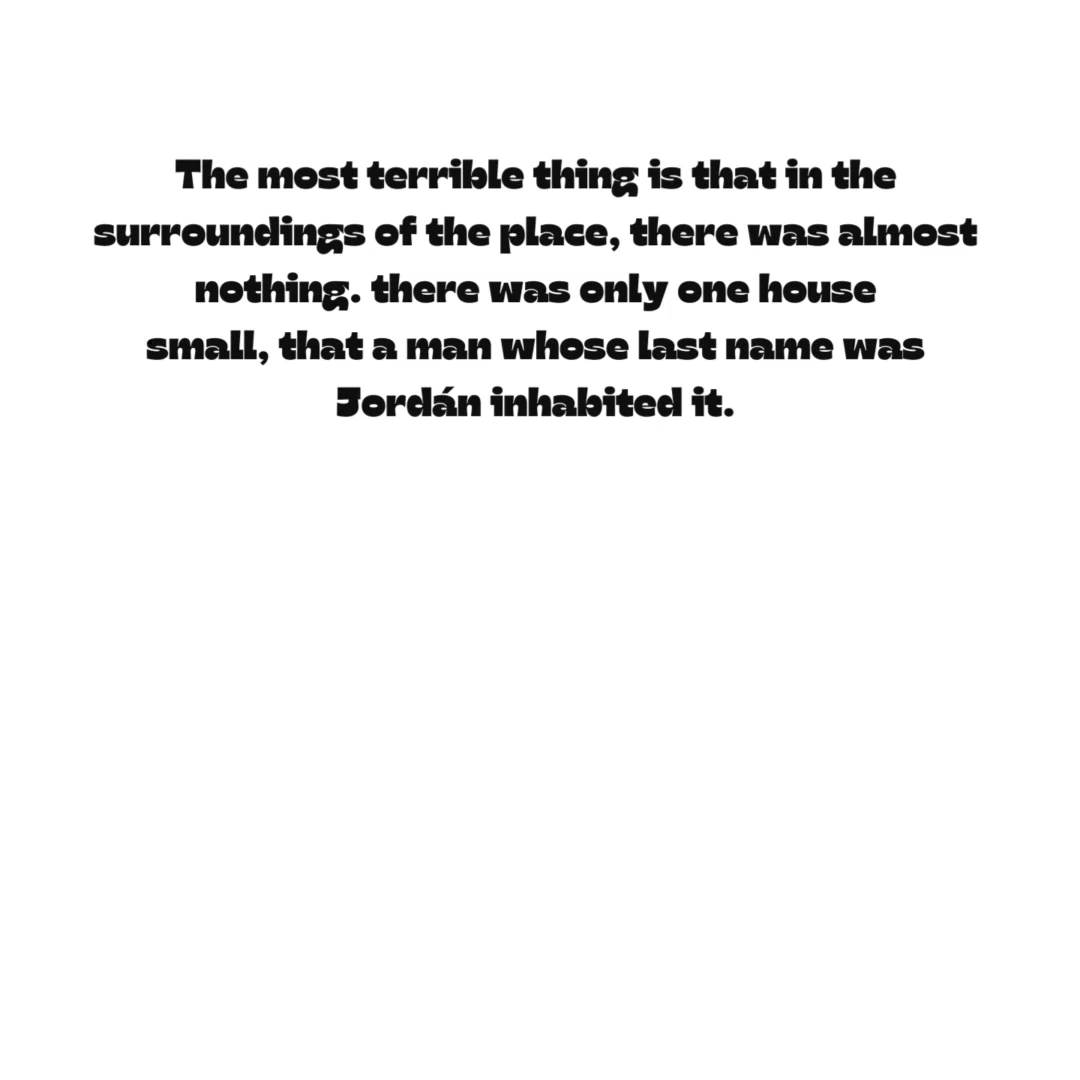 The most terrible thing is that in the
surroundings of the place, there was almost
nothing. there was only one house
small, that a man whose last name was
Jordán inhabited it.